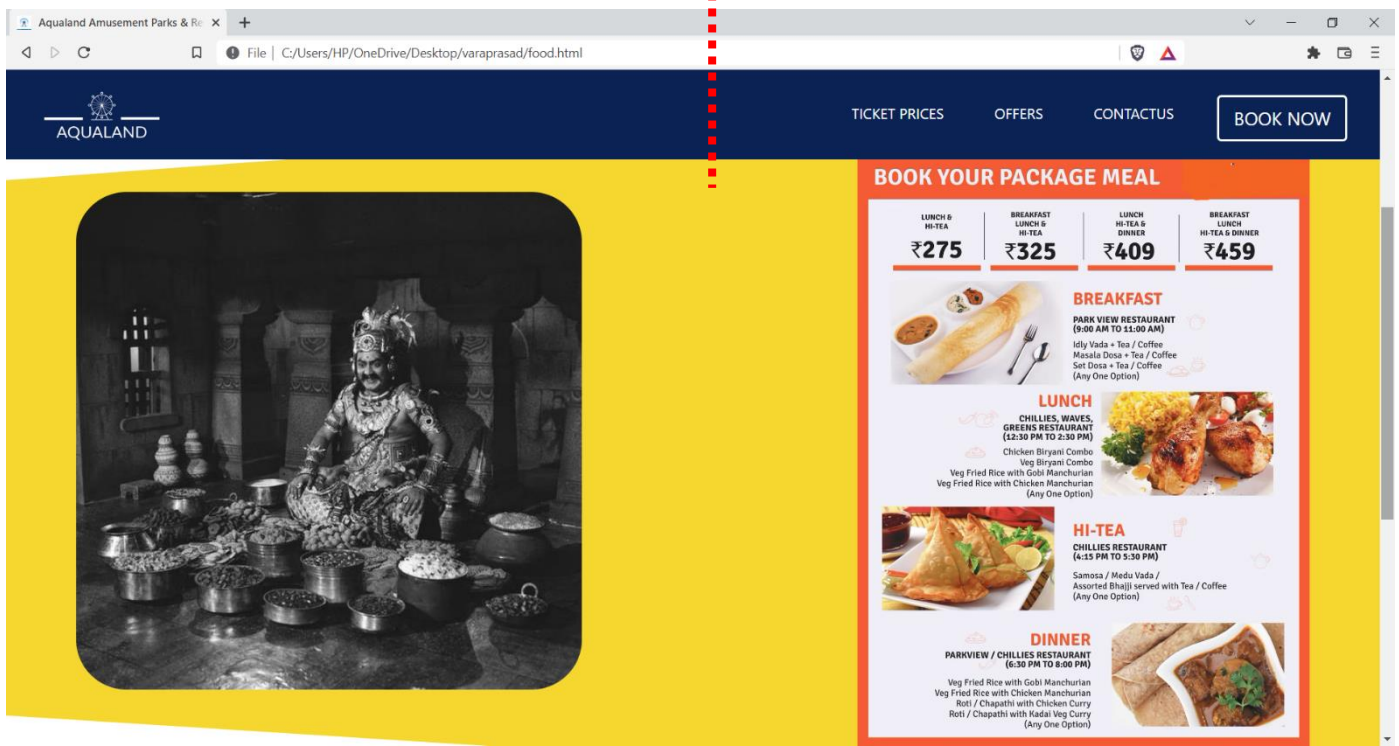 Aqualand Amusement Parks & Re
File | C:/Users/HP/OneDrive/Desktop/varaprasad/food.html
AQUALAND
TICKET PRICES
OFFERS
CONTACTUS
BOOK NOW
BOOK YOUR PACKAGE MEAL
LUNCH &
HI-TEA
₹275
BREAKFAST
LUNCH &
HI-TEA
₹325
LUNCH
HI-TEA &
DINNER
₹409
BREAKFAST
LUNCH
HI-TEA & DINNER
₹459
BREAKFAST
PARK VIEW RESTAURANT
(9:00 AM TO 11:00 AM)
Idly Vada + Tea / Coffee
Masala Dosa + Tea / Coffee
Set Dosa + Tea / Coffee
(Any One Option)
LUNCH
CHILLIES, WAVES,
GREENS RESTAURANT
(12:30 PM TO 2:30 PM)
Chicken Biryani Combo
Veg Biryani Combo
Veg Fried Rice with Gobi Manchurian
Veg Fried Rice with Chicken Manchurian
(Any One Option)
HI-TEA
CHILLIES RESTAURANT
(4:15 PM TO 5:30 PM)
Samosa / Medu Vada /
Assorted Bhajji served with Tea / Coffee
(Any One Option)
DINNER
PARKVIEW / CHILLIES RESTAURANT
(6:30 PM TO 8:00 PM)
Veg Fried Rice with Gobi Manchurian
Veg Fried Rice with Chicken Manchurian
Roti / Chapathi with Chicken Curry
Roti / Chapathi with Kadai Veg Curry
(Any One Option)